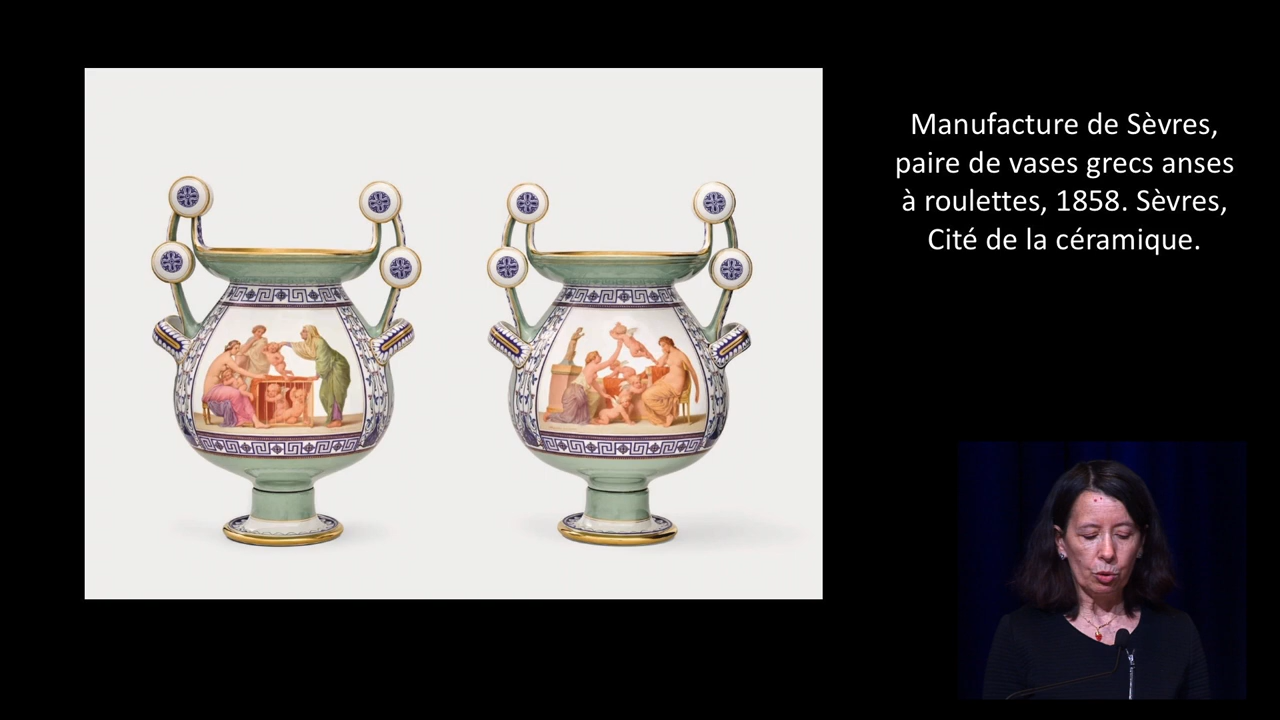 Manufacture de Sèvres,
paire de vases grecs anses
à roulettes, 1858. Sèvres,
Cité de la céramique.